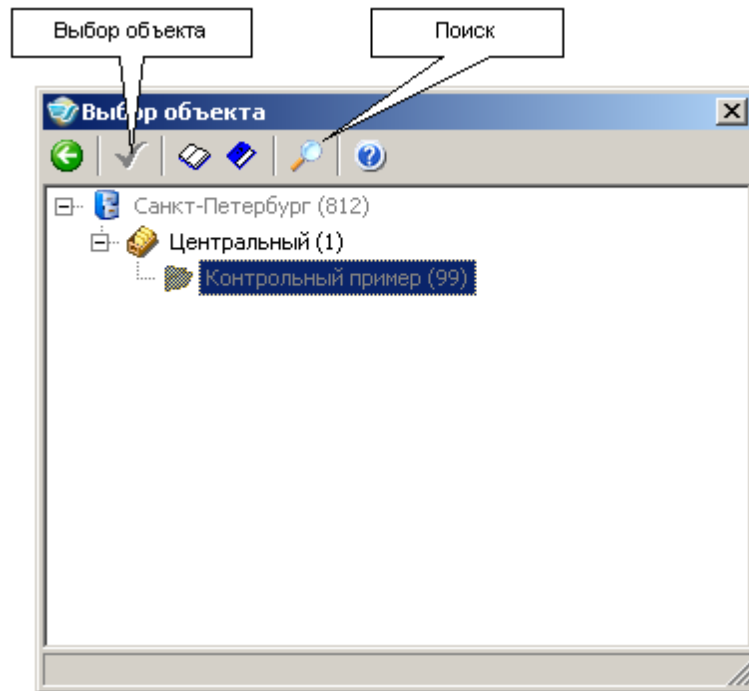 Выбор объекта
Поиск
Выбор объекта
Санкт-Петербург (812)
Центральный (1)
Контрольный пример (99)